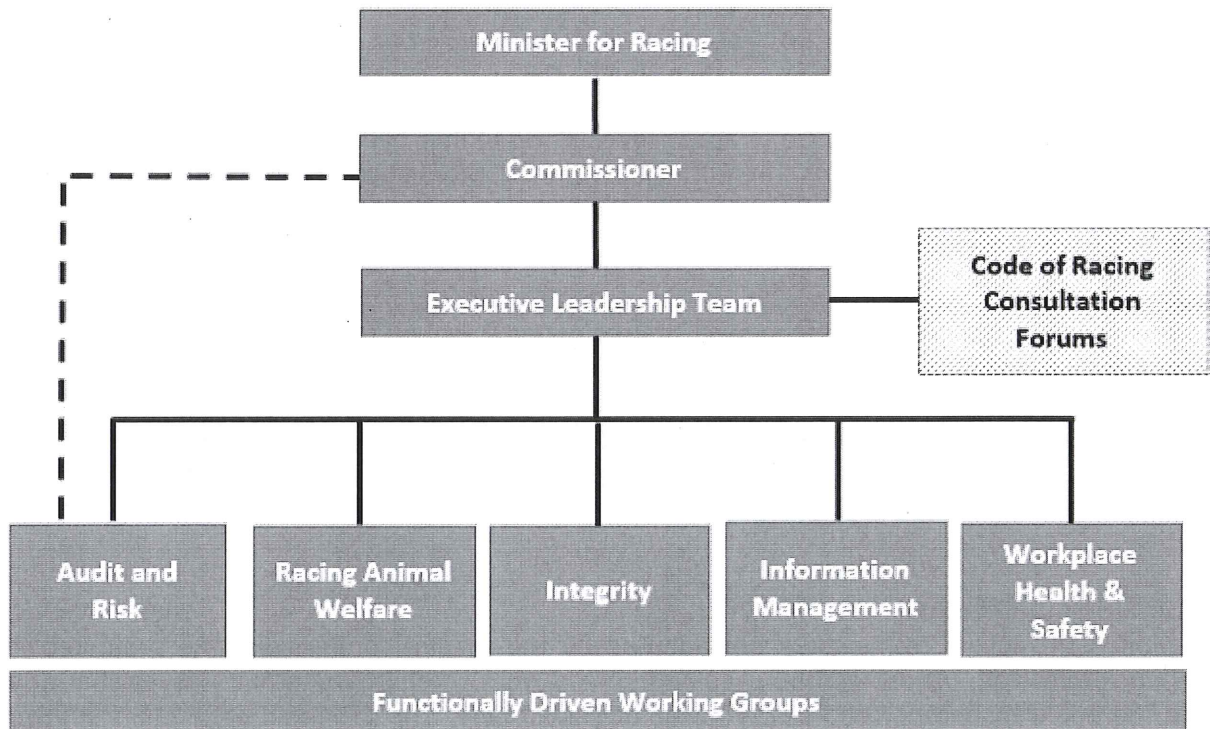 Minister for Racing
Commissioner
Executive Leadership Team
Code of Racing
Consultation
Forums
Audit and
Risk
Racing Animal
Welfare
Integrity
Information
Management
Workplace
Health &
Safety
Functionally Driven Working Groups